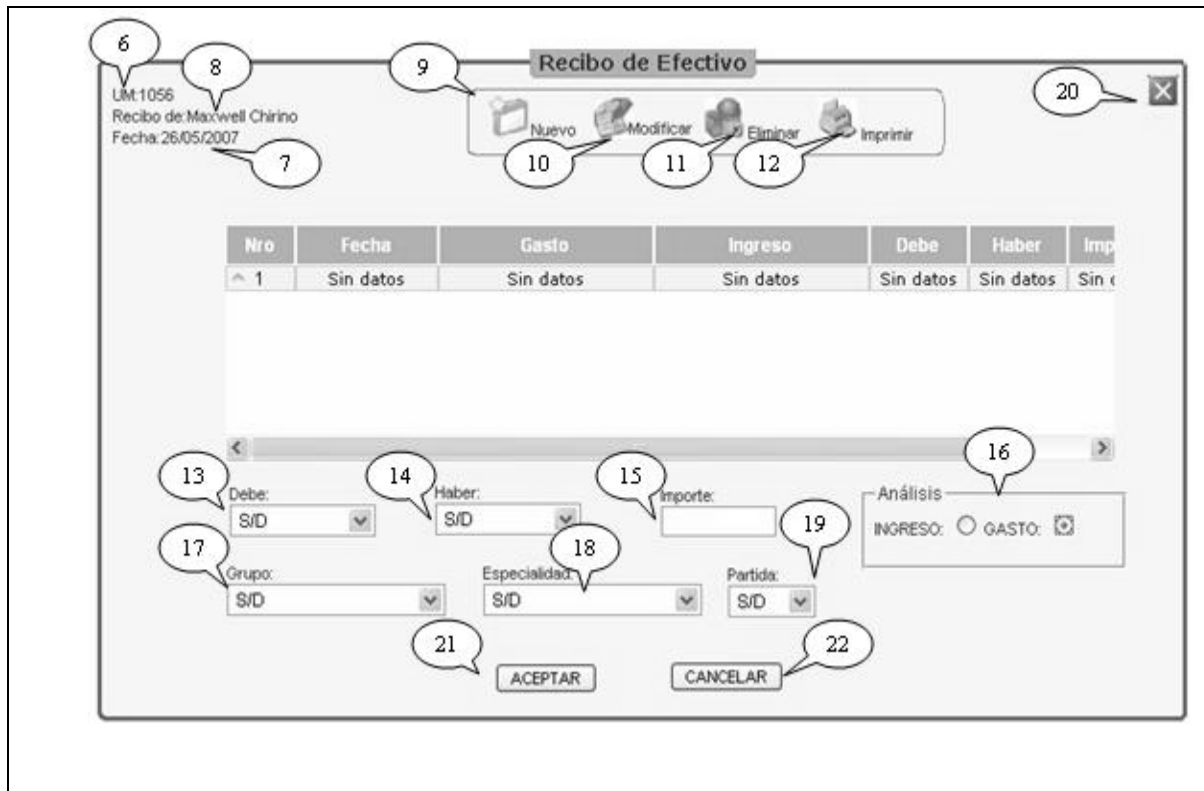 6
8
9
Recibo de Efectivo
20
UM:1056
Recibo de:Maxwell Chirino
Fecha:26/05/2007
7
Nuevo Modificar Eliminar Imprimir
10 11 12
Nro Fecha Gasto Ingreso Debe Haber
1 Sin datos Sin datos Sin datos Sin datos Sin datos Sin
13 14 15 16
Debe: Haber: Importe: Análisis
S/D S/D INGRESO: GASTO:
17 18 19
Grupo: Especialidad: Partida:
S/D S/D S/D
21 22
ACEPTAR CANCELAR